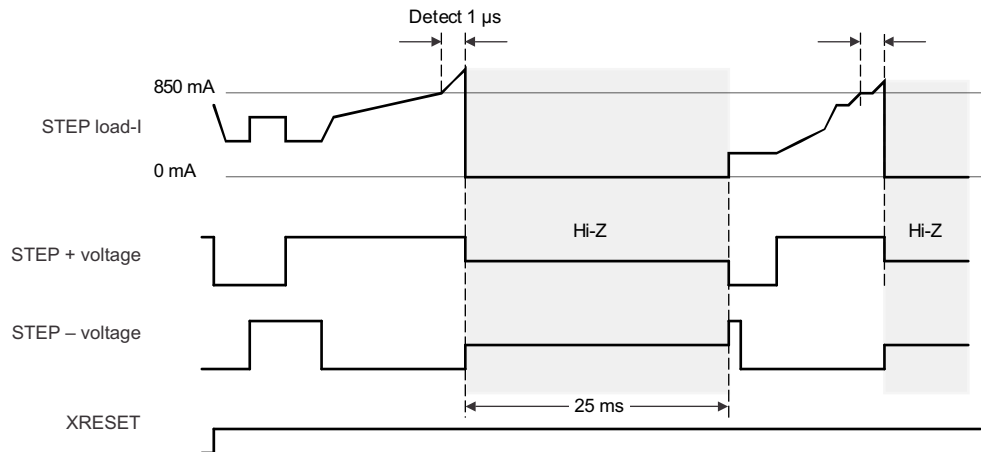 Detect 1 µs
850 mA
STEP load-I
0 mA
Hi-Z
Hi-Z
STEP + voltage
STEP – voltage
25 ms
XRESET